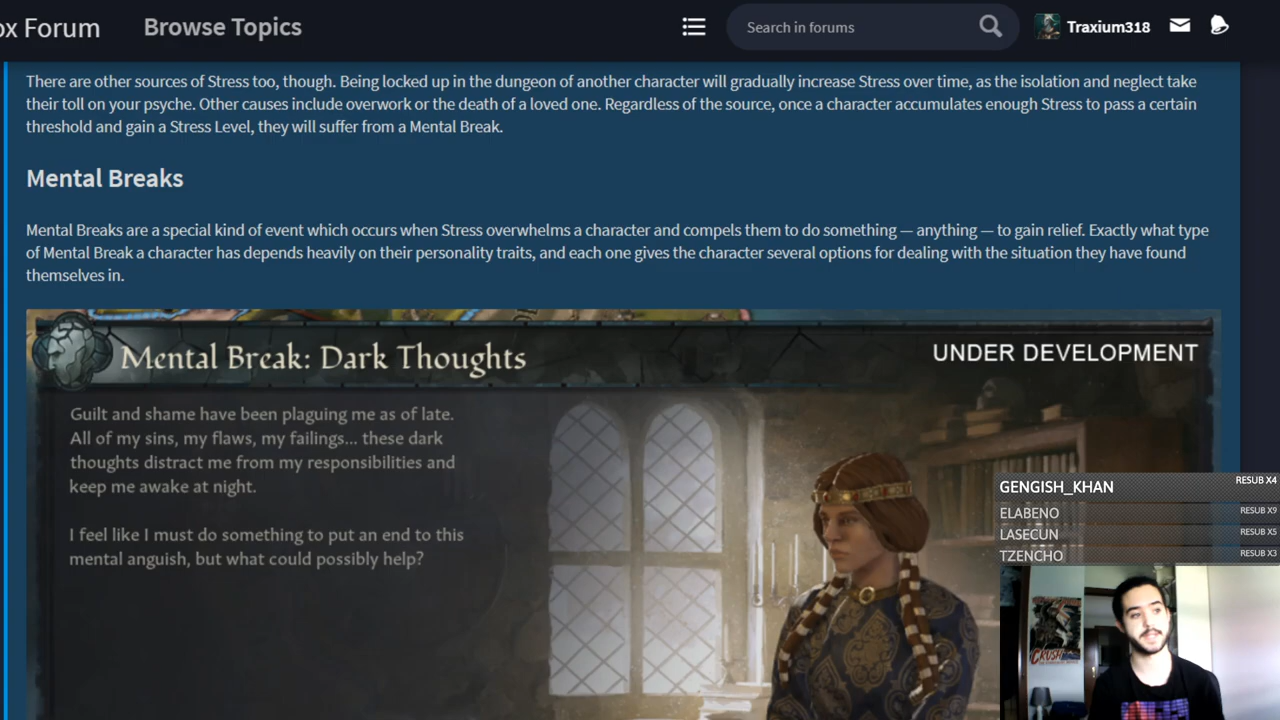 ox Forum
Browse Topics
Search in forums
Traxium318
There are other sources of Stress too, though. Being locked up in the dungeon of another character will gradually increase Stress over time, as the isolation and neglect take
their toll on your psyche. Other causes include overwork or the death of a loved one. Regardless of the source, once a character accumulates enough Stress to pass a certain
threshold and gain a Stress Level, they will suffer from a Mental Break.
Mental Breaks
Mental Breaks are a special kind of event which occurs when Stress overwhelms a character and compels them to do something — anything — to gain relief. Exactly what type
of Mental Break a character has depends heavily on their personality traits, and each one gives the character several options for dealing with the situation they have found
themselves in.
Mental Break: Dark Thoughts
UNDER DEVELOPMENT
Guilt and shame have been plaguing me as of late.
All of my sins, my flaws, my failings... these dark
thoughts distract me from my responsibilities and
keep me awake at night.
I feel like I must do something to put an end to this
mental anguish, but what could possibly help?
GENGISH_KHAN RESUB X4
ELABENO RESUB X9
LASECUN RESUB X5
TZENCHO RESUB X3
CRUSH